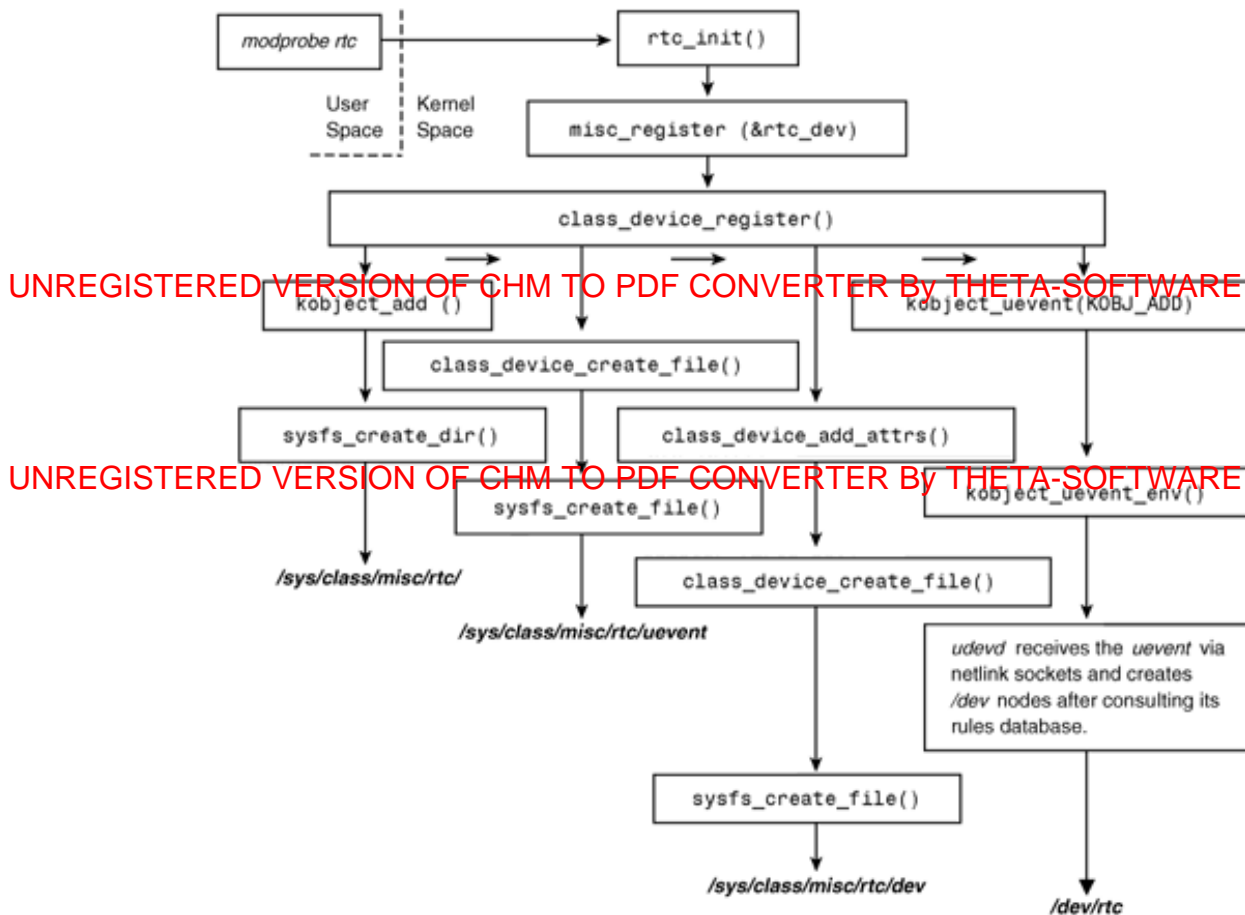 modprobe rtc
rtc_init()
User
Space
Kernel
Space
misc_register (&rtc_dev)
class_device_register()
UNREGISTERED VERSION OF CHM TO PDF CONVERTER By THETA-SOFTWARE
kobject_add ()
kobject_uevent(KOBJ_ADD)
class_device_create_file()
sysfs_create_dir()
class_device_add_attrs()
UNREGISTERED VERSION OF CHM TO PDF CONVERTER By THETA-SOFTWARE
kobject_uevent_env()
sysfs_create_file()
/sys/class/misc/rtc/
class_device_create_file()
/sys/class/misc/rtc/uevent
udevd receives the uevent via
netlink sockets and creates
/dev nodes after consulting its
rules database.
sysfs_create_file()
/sys/class/misc/rtc/dev
/dev/rtc